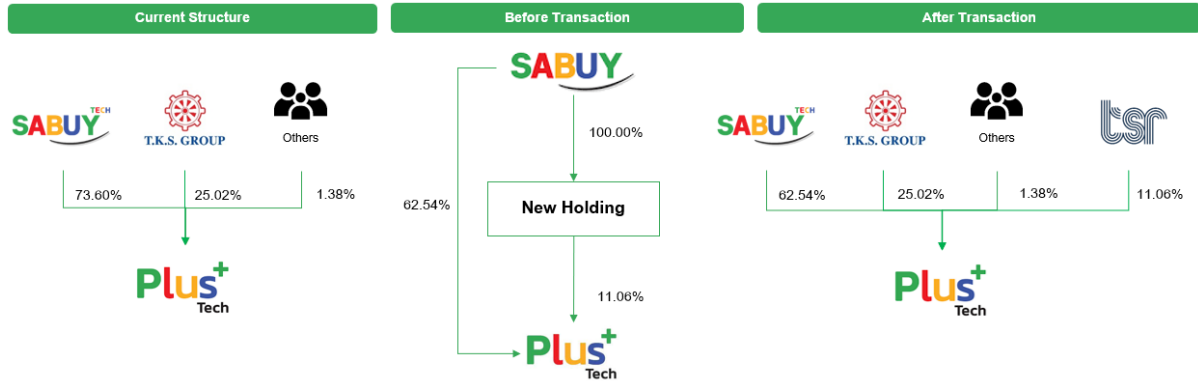 Current Structure
Before Transaction
After Transaction
SABUY TECH
T.K.S. GROUP
Others
73.60%
25.02%
1.38%
Plus+
Tech
SABUY
100.00%
62.54%
New Holding
11.06%
Plus+
Tech
SABUY TECH
T.K.S. GROUP
Others
tsr
62.54%
25.02%
1.38%
11.06%
Plus+
Tech